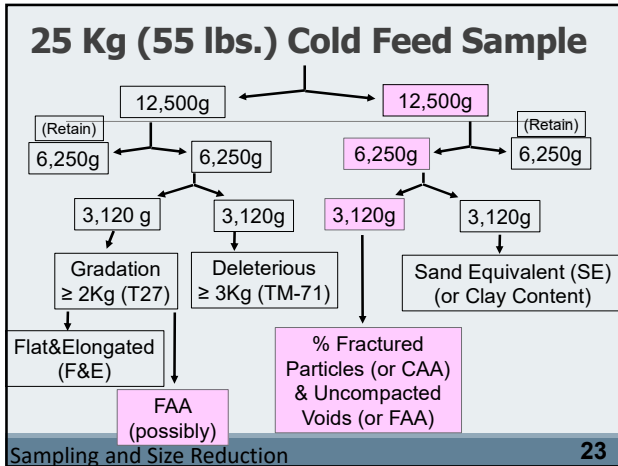 25 Kg (55 lbs.) Cold Feed Sample
12,500g
12,500g
(Retain)
(Retain)
6,250g
6,250g
6,250g
6,250g
3,120 g
3,120g
3,120g
3,120g
Gradation
≥ 2Kg (T27)
Deleterious
≥ 3Kg (TM-71)
Sand Equivalent (SE)
(or Clay Content)
Flat&Elongated
(F&E)
% Fractured
Particles (or CAA)
& Uncompacted
Voids (or FAA)
FAA
(possibly)
Sampling and Size Reduction
23